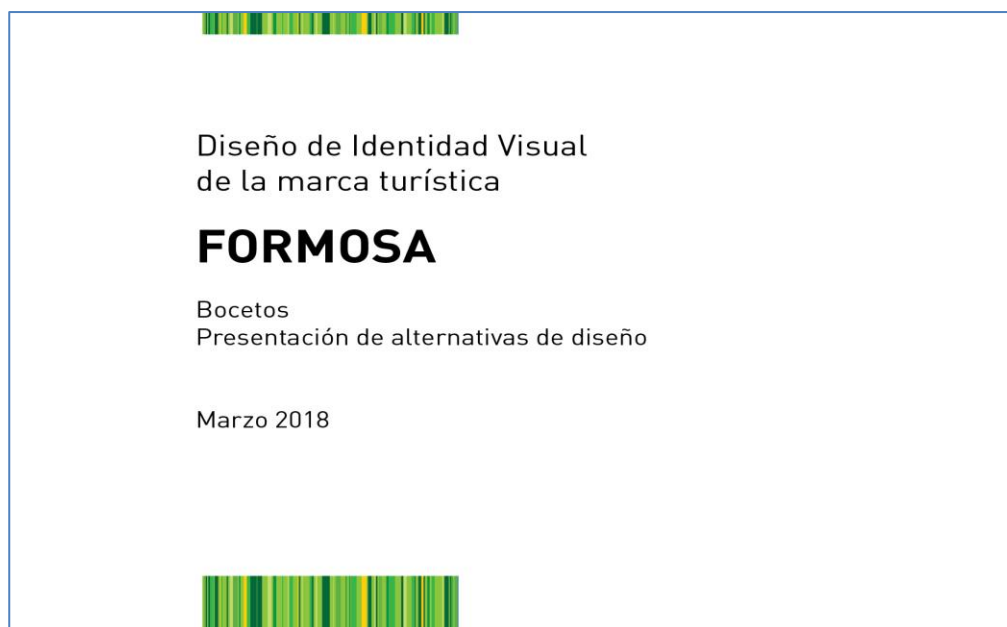 Diseño de Identidad Visual
de la marca turística
FORMOSA
Bocetos
Presentación de alternativas de diseño
Marzo 2018